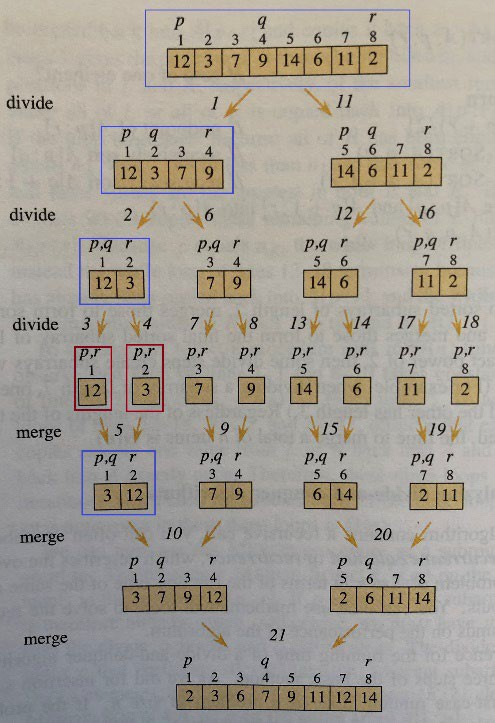 p q r
1 2 3 4 5 6 7 8
12 3 7 9 14 6 11 2
divide 1 11
p q r p q r
1 2 3 4 5 6 7 8
12 3 7 9 14 6 11 2
divide 2 6 12 16
p,q r p,q r p,q r p,q r
1 2 3 4 5 6 7 8
12 3 7 9 14 6 11 2
divide 3 4 7 8 13 14 17 18
p,r p,r p,r p,r p,r p,r p,r p,r
1 2 3 4 5 6 7 8
12 3 7 9 14 6 11 2
merge 5 9 15 19
p,q r p,q r p,q r p,q r
1 2 3 4 5 6 7 8
3 12 7 9 6 14 2 11
merge 10 20
p q r p q r
1 2 3 4 5 6 7 8
3 7 9 12 2 6 11 14
merge 21
p q r
1 2 3 4 5 6 7 8
2 3 6 7 9 11 12 14